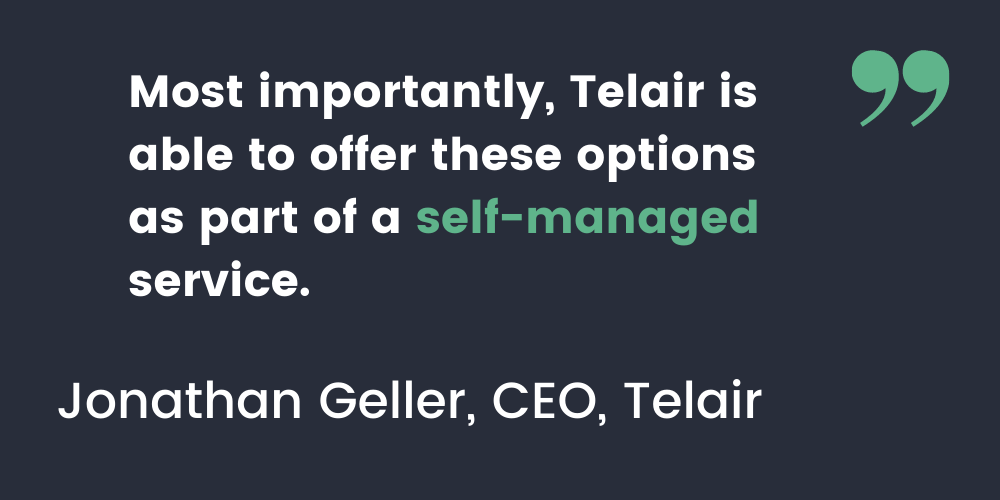 Most importantly, Telair is
able to offer these options
as part of a self-managed
service.
Jonathan Geller, CEO, Telair